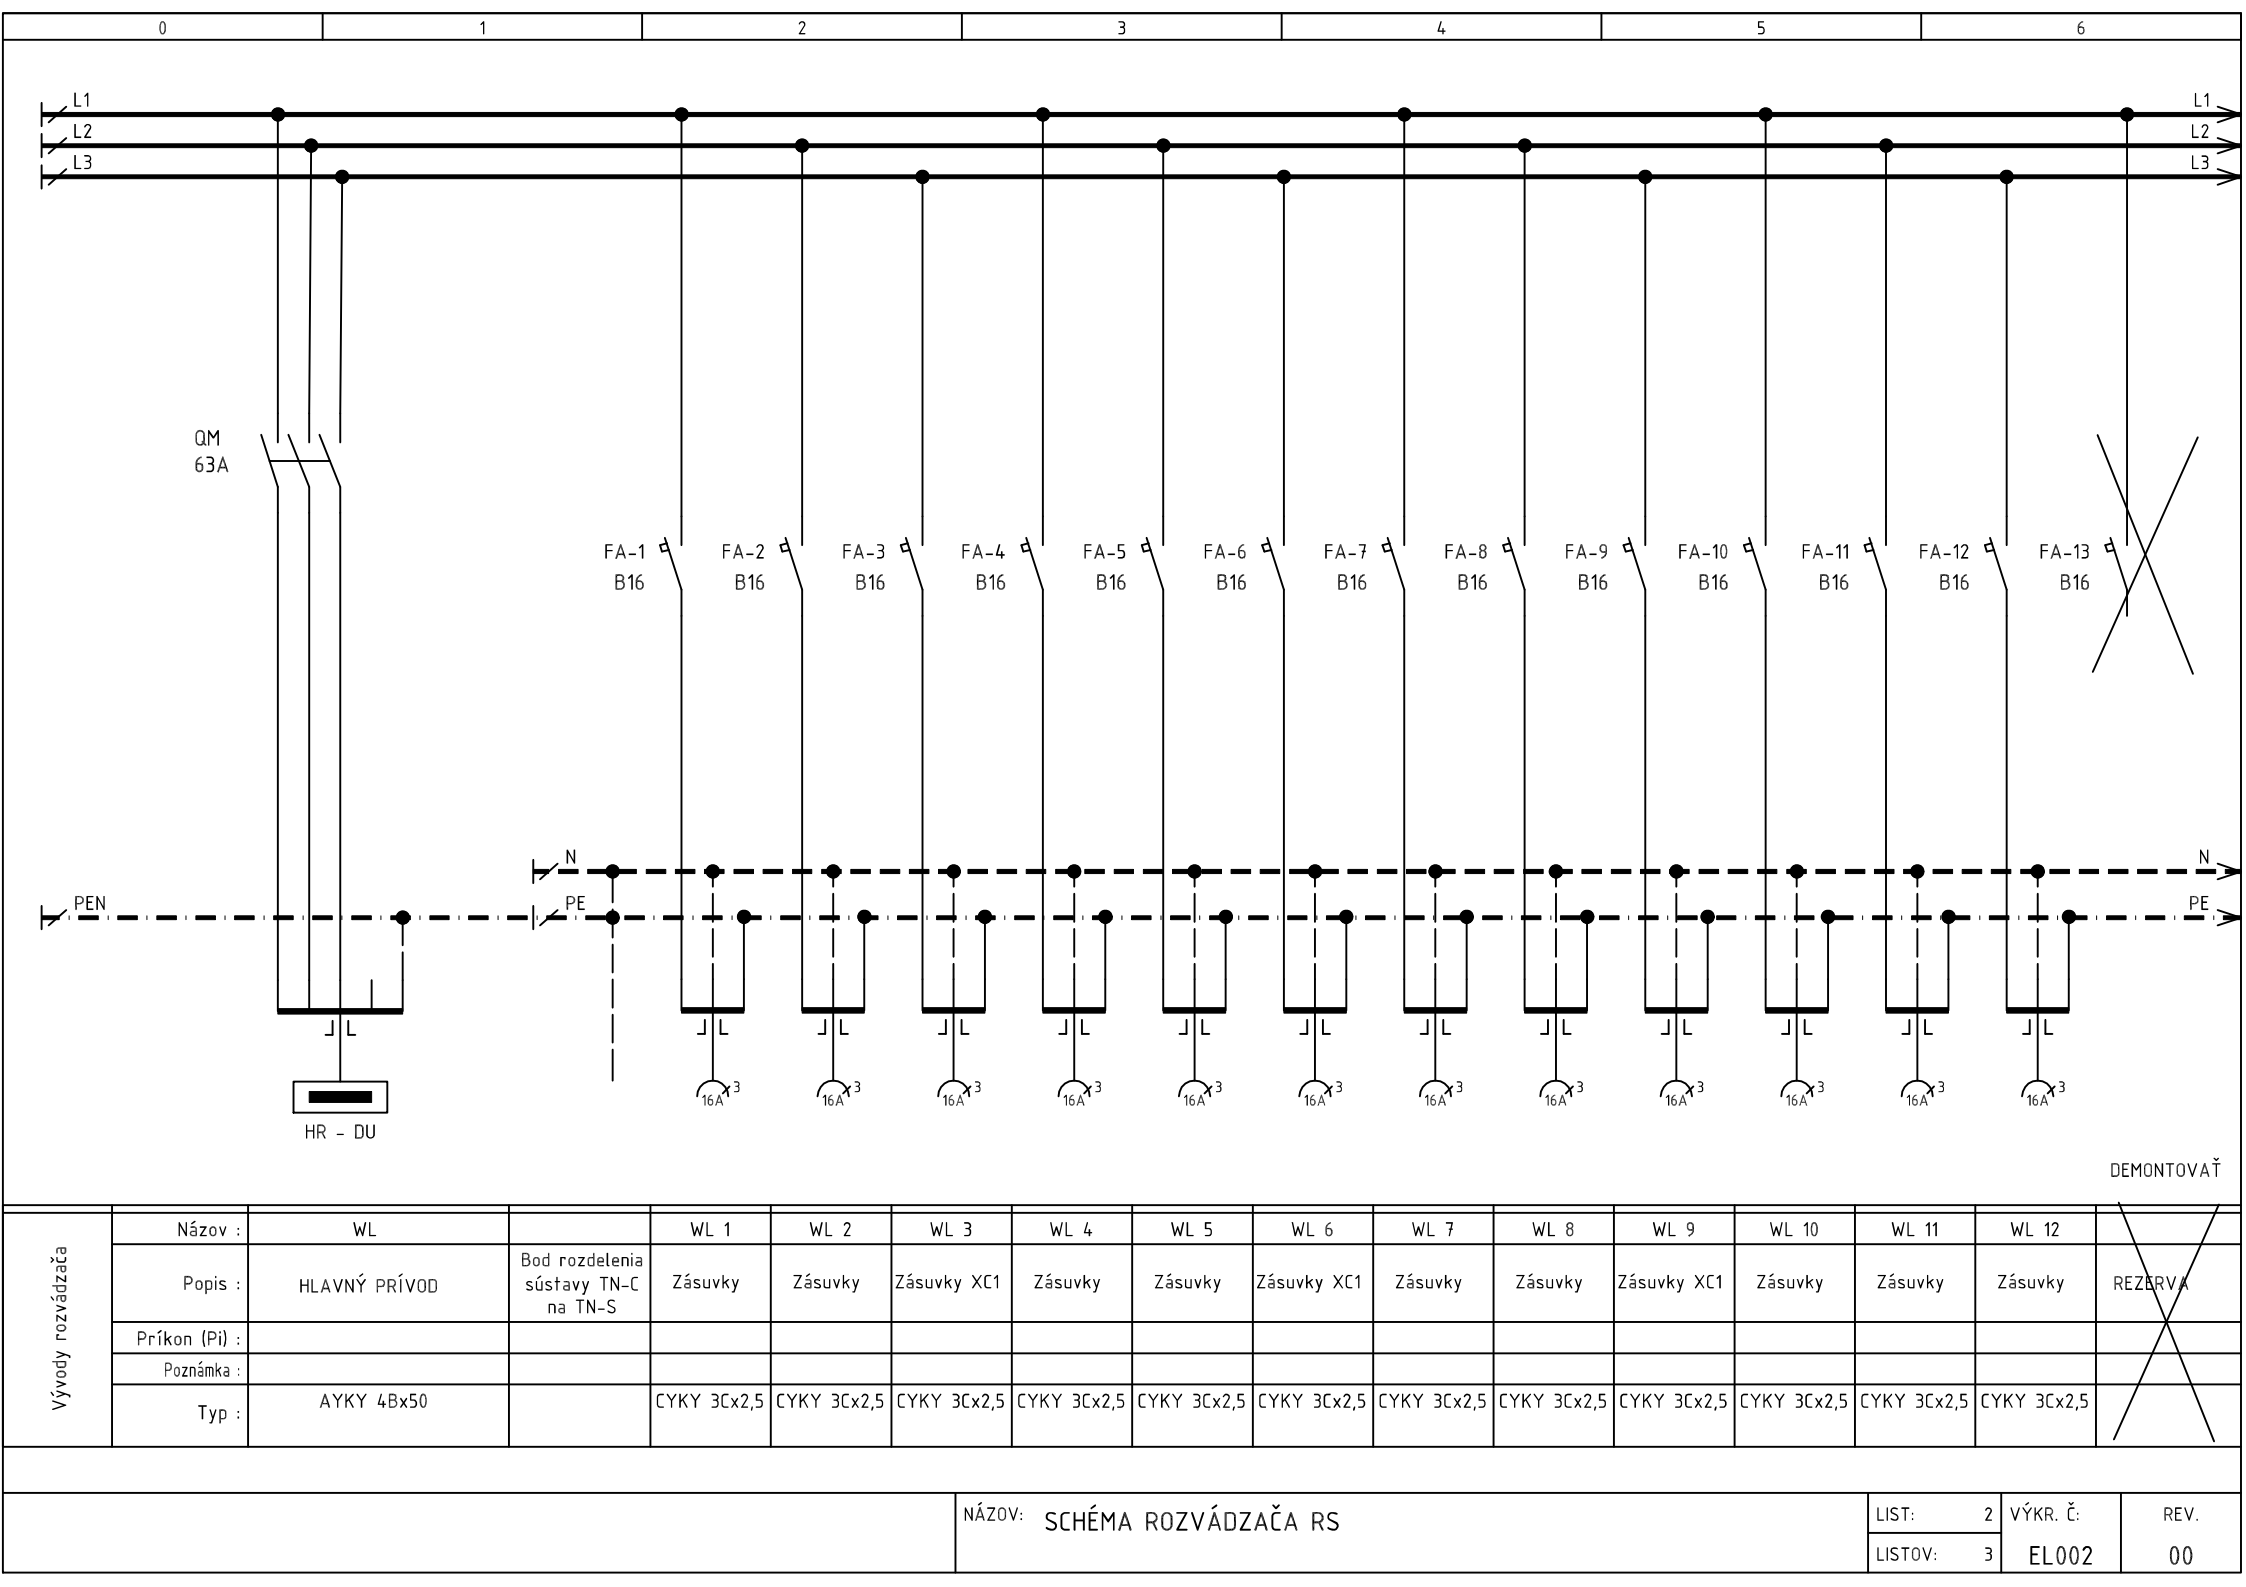 0 1 2 3 4 5 6
L1 L1
L2 L2
L3 L3
QM
63A
FA-1 FA-2 FA-3 FA-4 FA-5 FA-6 FA-7 FA-8 FA-9 FA-10 FA-11 FA-12 FA-13
B16 B16 B16 B16 B16 B16 B16 B16 B16 B16 B16 B16 B16
N N
PEN PE PE
3 3 3 3 3 3 3 3 3 3 3 3
16A 16A 16A 16A 16A 16A 16A 16A 16A 16A 16A 16A
HR - DU
DEMONTOVAŤ
Vývody rozvádzača
Názov : WL WL 1 WL 2 WL 3 WL 4 WL 5 WL 6 WL 7 WL 8 WL 9 WL 10 WL 11 WL 12
Popis : HLAVNÝ PRÍVOD
Bod rozdelenia
sústavy TN-C
na TN-S
Zásuvky Zásuvky Zásuvky XC1 Zásuvky Zásuvky Zásuvky XC1 Zásuvky Zásuvky Zásuvky XC1 Zásuvky Zásuvky Zásuvky REZERVA
Príkon (Pi) :
Poznámka :
Typ : AYKY 4Bx50 CYKY 3Cx2,5 CYKY 3Cx2,5 CYKY 3Cx2,5 CYKY 3Cx2,5 CYKY 3Cx2,5 CYKY 3Cx2,5 CYKY 3Cx2,5 CYKY 3Cx2,5 CYKY 3Cx2,5 CYKY 3Cx2,5 CYKY 3Cx2,5 CYKY 3Cx2,5
NÁZOV: SCHÉMA ROZVÁDZAČA RS
LIST: 2
LISTOV: 3
VÝKR. Č:
EL002
REV.
00